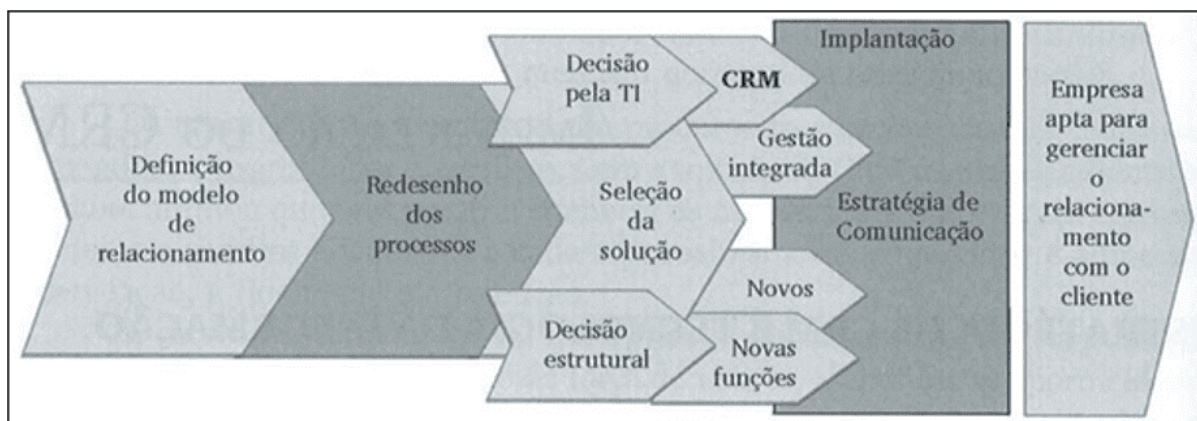 Definição
do modelo
de
relacionamento
Redesenho
dos
processos
Decisão
pela TI
Seleção
da
solução
Decisão
estrutural
CRM
Gestão
integrada
Novos
Novas
funções
Implantação
Estratégia de
Comunicação
Empresa
apta para
gerenciar
o
relaciona-
mento
com o
cliente